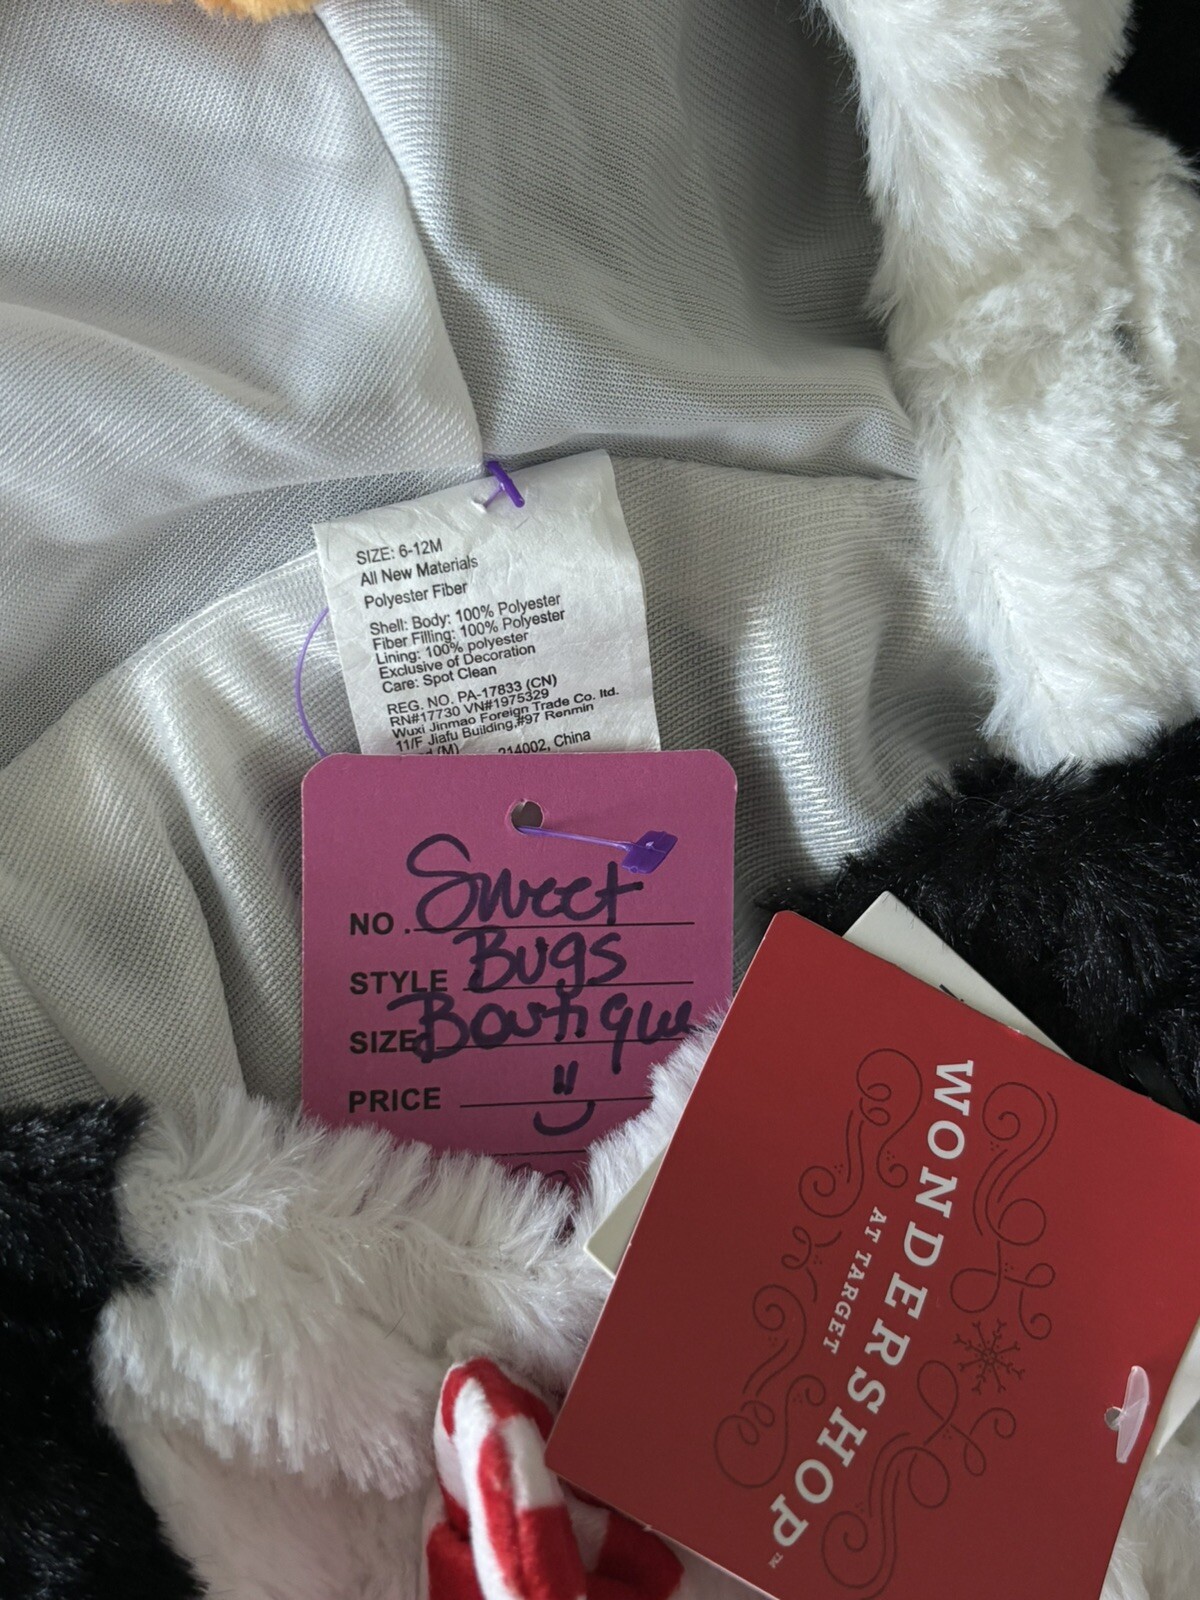 SIZE: 6-12M
All New Materials
Polyester Fiber
Shell: Body: 100% Polyester
Fiber Filling: 100% Polyester
Lining: 100% polyester
Exclusive of Decoration
Care: Spot Clean
REG. NO. PA-17833 (CN)
RN#17730 VN#1975329
Wuxi Jinmao Foreign Trade Co. ltd.
11/F Jiafu Building,#97 Renmin
(M) 214002, China
NO. Sweet
STYLE Bugs
SIZE Boutique
PRICE
WONDERSHOP™
AT TARGET